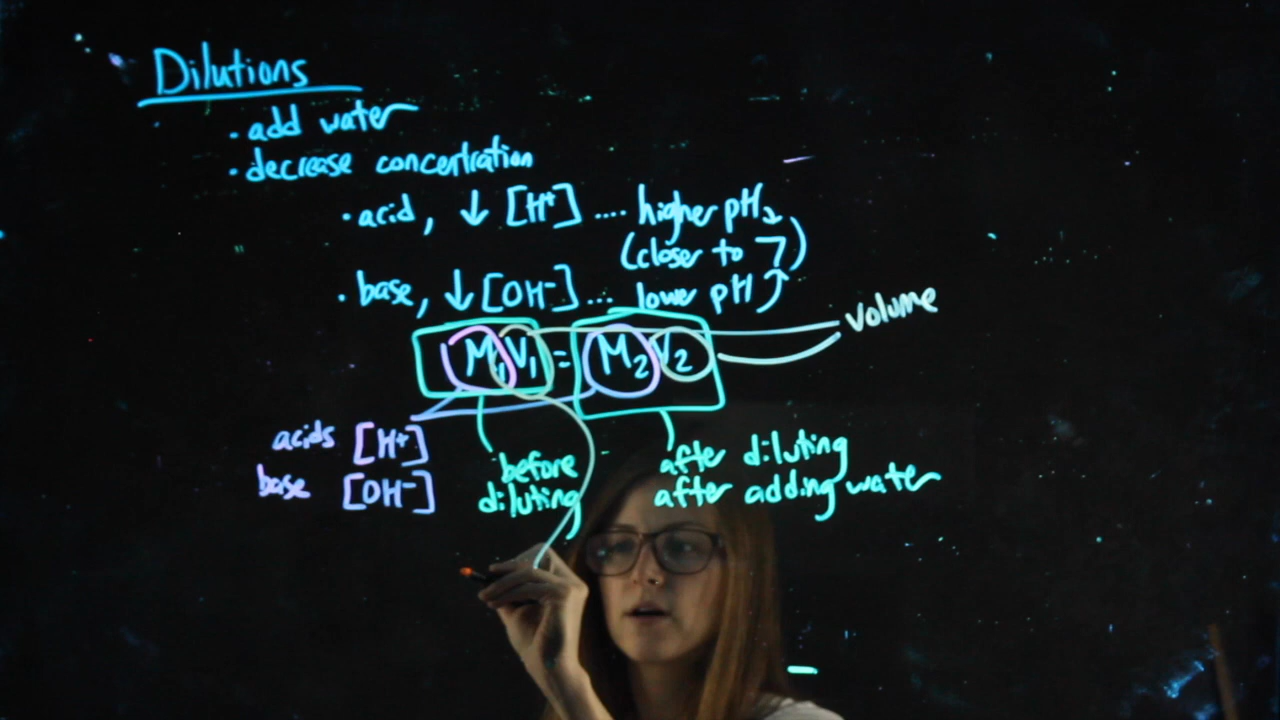 Dilutions
• add water
• decrease concentration
• acid, ↓ [H⁺] .... higher pH
(closer to 7)
• base, ↓ [OH⁻] ... lower pH
M₁V₁ = M₂V₂
Volume
acids [H⁺]
base [OH⁻]
before
diluting
after diluting
after adding water